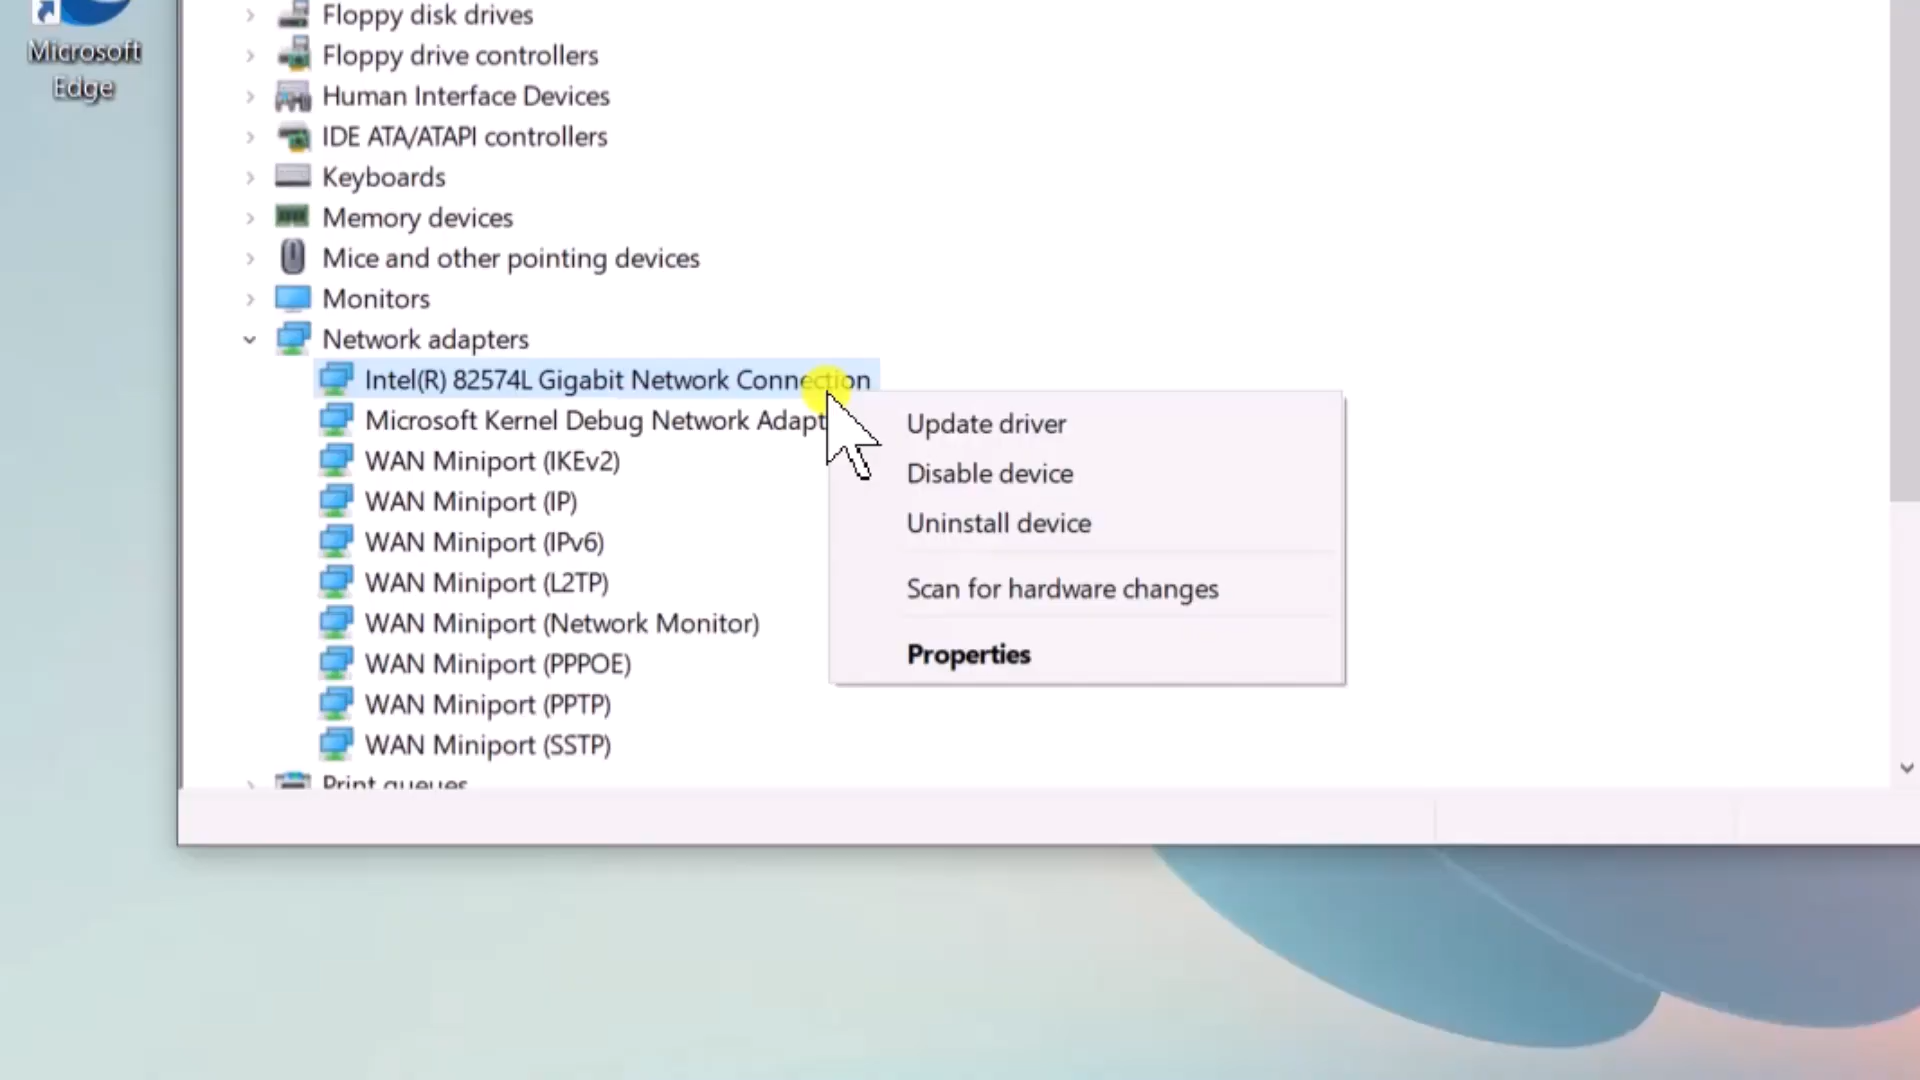 Microsoft
Edge
Floppy disk drives
Floppy drive controllers
Human Interface Devices
IDE ATA/ATAPI controllers
Keyboards
Memory devices
Mice and other pointing devices
Monitors
Network adapters
Intel(R) 82574L Gigabit Network Connection
Microsoft Kernel Debug Network Adapt
WAN Miniport (IKEv2)
WAN Miniport (IP)
WAN Miniport (IPv6)
WAN Miniport (L2TP)
WAN Miniport (Network Monitor)
WAN Miniport (PPPOE)
WAN Miniport (PPTP)
WAN Miniport (SSTP)
Print queues
Update driver
Disable device
Uninstall device
Scan for hardware changes
Properties